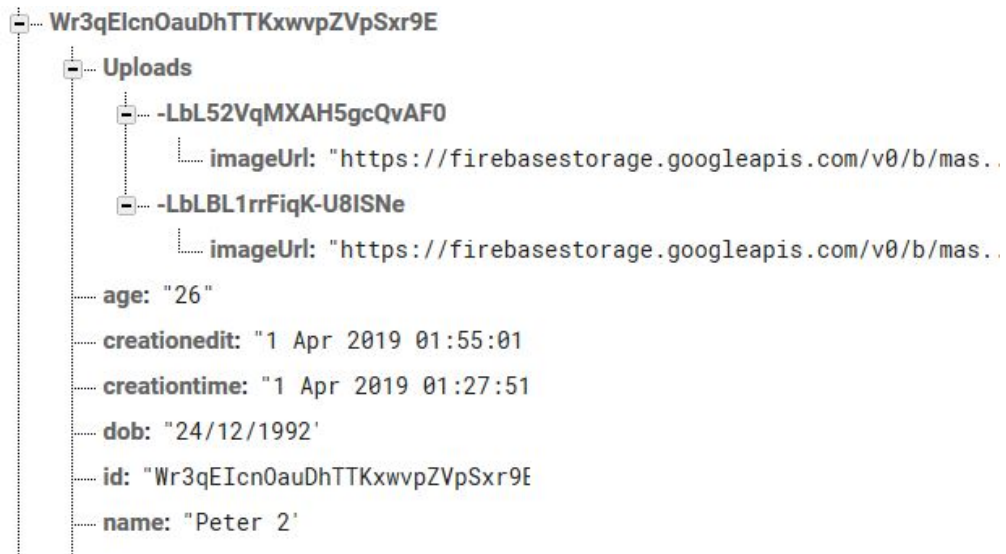 Wr3qEIcnOauDhTTKxwvpZVpSxr9E
Uploads
-LbL52VqMXAH5gcQvAF0
imageUrl: "https://firebasestorage.googleapis.com/v0/b/mas..
-LbLBL1rrFiqK-U8ISNe
imageUrl: "https://firebasestorage.googleapis.com/v0/b/mas..
age: "26"
creationedit: "1 Apr 2019 01:55:01
creationtime: "1 Apr 2019 01:27:51
dob: "24/12/1992'
id: "Wr3qEIcnOauDhTTKxwvpZVpSxr9E
name: "Peter 2'